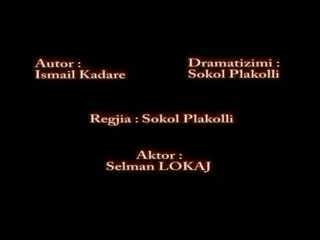 Autor :
Ismail Kadare
Dramatizimi :
Sokol Plakolli
Regjia : Sokol Plakolli
Aktor :
Selman LOKAJ